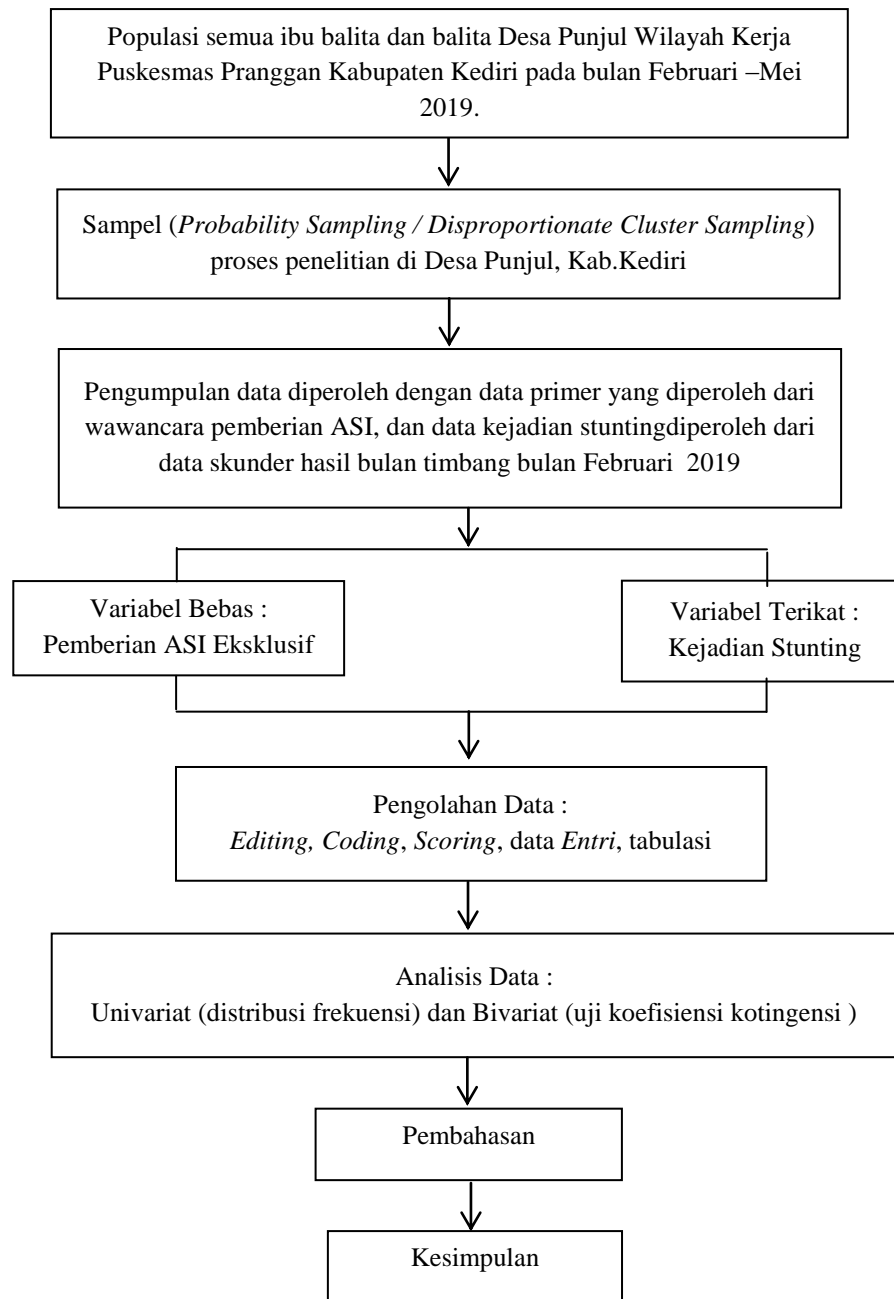 Populasi semua ibu balita dan balita Desa Punjul Wilayah Kerja
Puskesmas Pranggan Kabupaten Kediri pada bulan Februari –Mei
2019.
Sampel (Probability Sampling / Disproportionate Cluster Sampling)
proses penelitian di Desa Punjul, Kab.Kediri
Pengumpulan data diperoleh dengan data primer yang diperoleh dari
wawancara pemberian ASI, dan data kejadian stuntingdiperoleh dari
data skunder hasil bulan timbang bulan Februari 2019
Variabel Bebas :
Pemberian ASI Eksklusif
Variabel Terikat :
Kejadian Stunting
Pengolahan Data :
Editing, Coding, Scoring, data Entri, tabulasi
Analisis Data :
Univariat (distribusi frekuensi) dan Bivariat (uji koefisiensi kotingensi )
Pembahasan
Kesimpulan